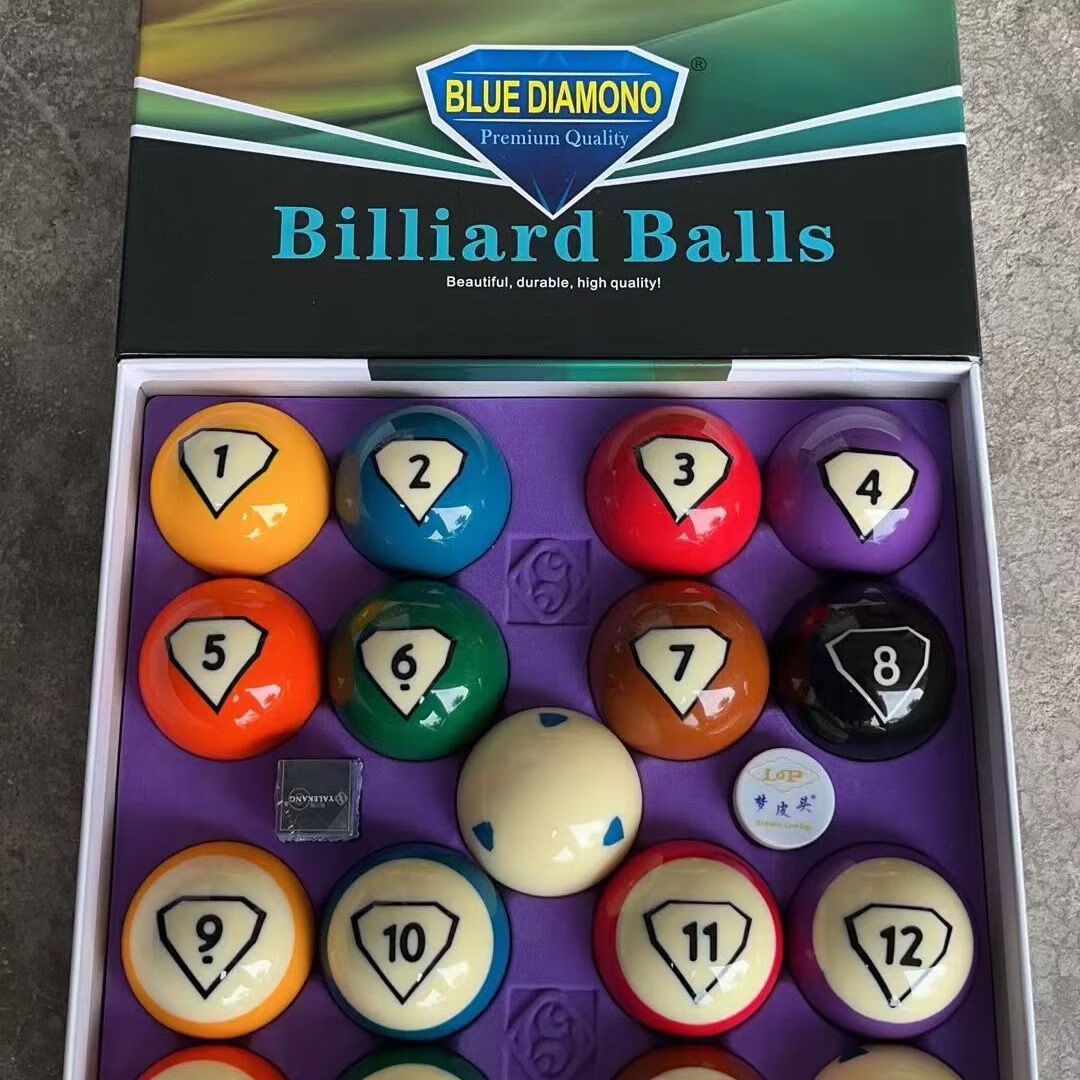 BLUE DIAMONO
®
Premium Quality
Billiard Balls
Beautiful, durable, high quality!
1
2
3
4
5
6
7
8
YALEKANG
LP
梦皮头
9
10
11
12